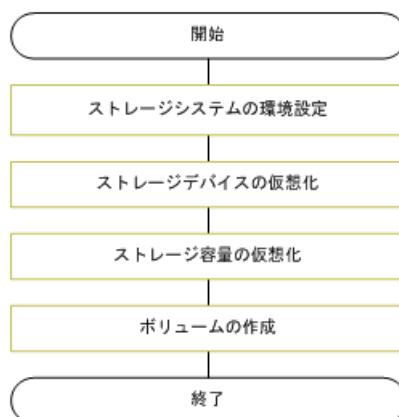 開始
ストレージシステムの環境設定
ストレージデバイスの仮想化
ストレージ容量の仮想化
ボリュームの作成
終了